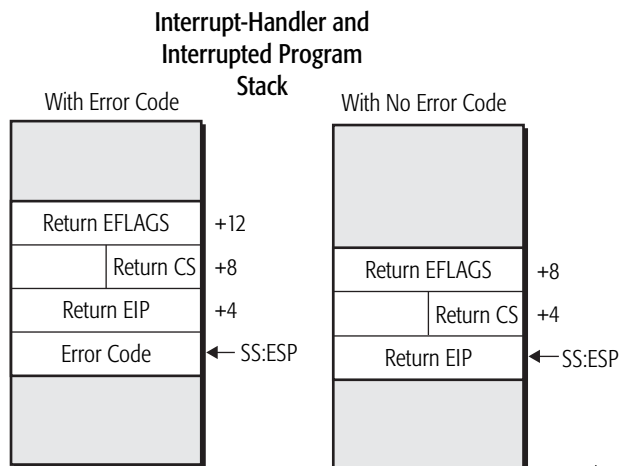 Interrupt-Handler and
Interrupted Program
Stack
With Error Code
With No Error Code
Return EFLAGS
+12
Return CS
+8
Return EIP
+4
Error Code
SS:ESP
Return EFLAGS
+8
Return CS
+4
Return EIP
SS:ESP